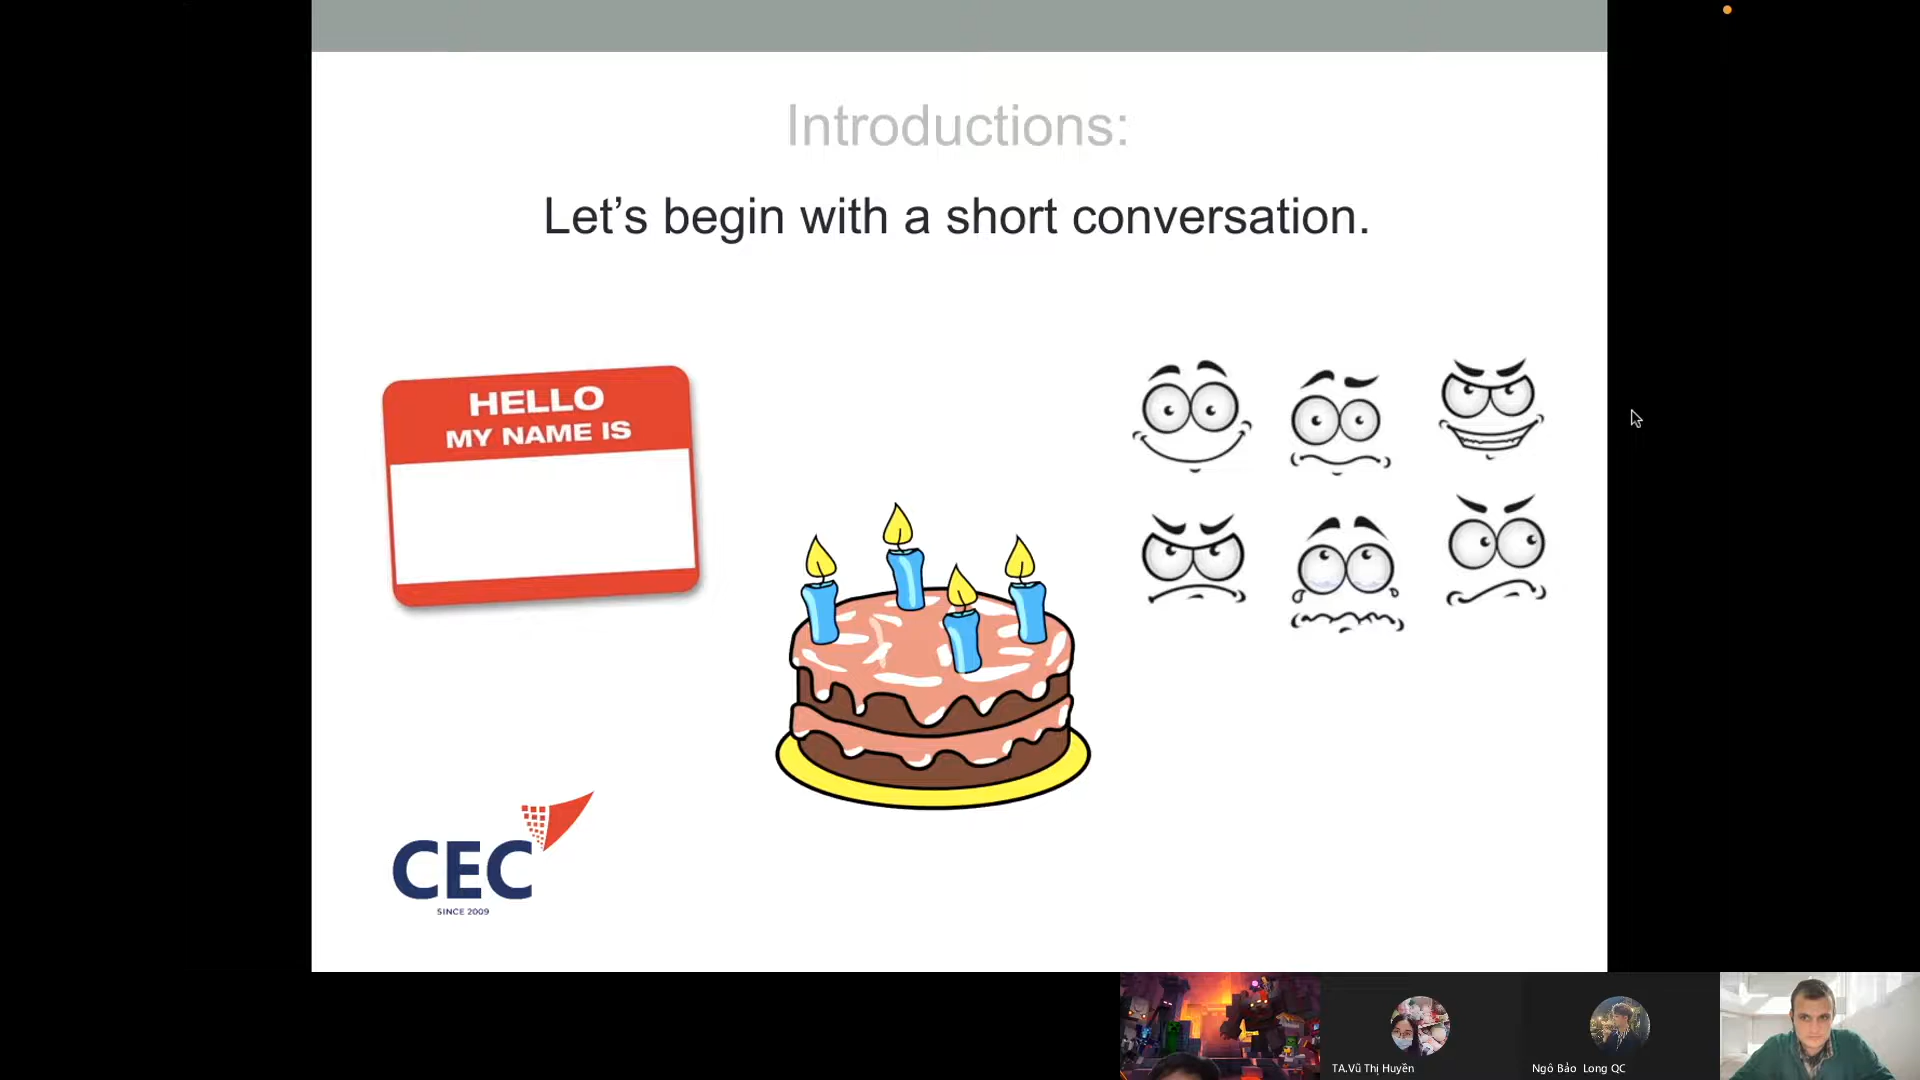 Introductions:
Let's begin with a short conversation.
HELLO
MY NAME IS
CEC
SINCE 2009
TA.Vũ Thị Huyền
Ngô Bảo Long QC